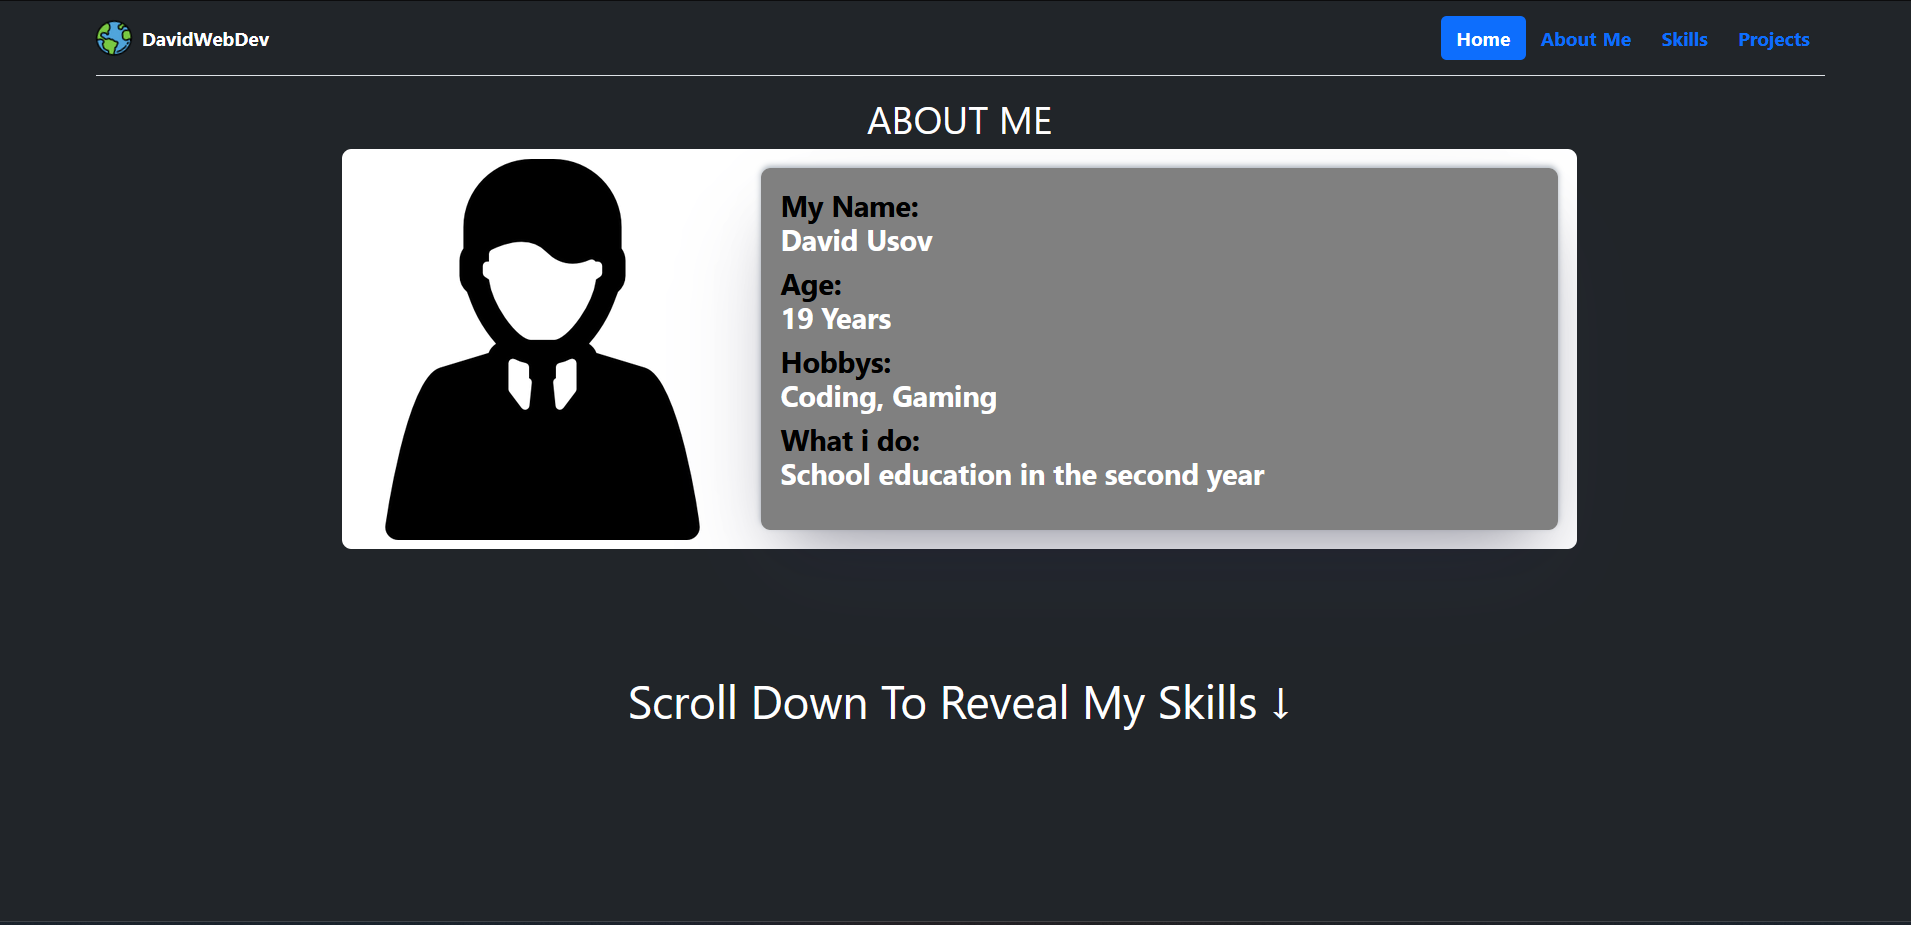 DavidWebDev
Home About Me Skills Projects
ABOUT ME
My Name:
David Usov
Age:
19 Years
Hobbys:
Coding, Gaming
What i do:
School education in the second year
Scroll Down To Reveal My Skills ↓